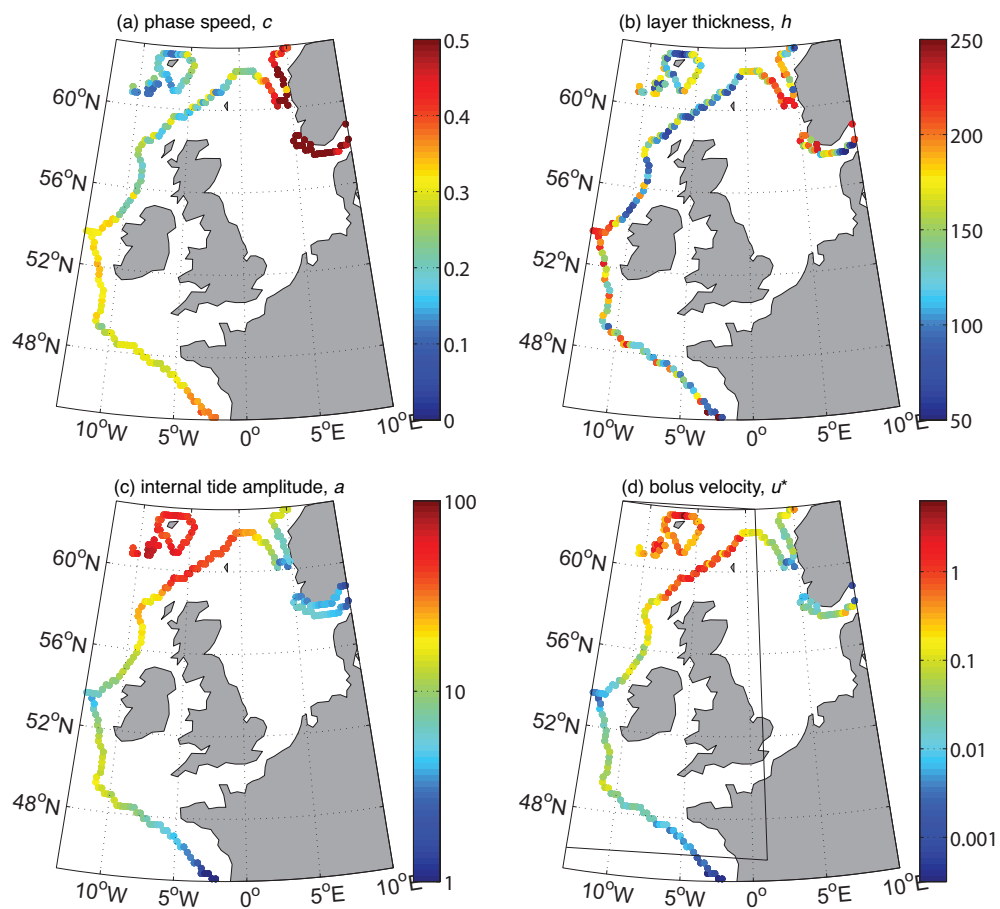 (a) phase speed, c
60°N
56°N
52°N
48°N
10°W 5°W 0° 5°E 10°E
0.5
0.4
0.3
0.2
0.1
0
(b) layer thickness, h
60°N
56°N
52°N
48°N
10°W 5°W 0° 5°E 10°E
250
200
150
100
50
(c) internal tide amplitude, a
60°N
56°N
52°N
48°N
10°W 5°W 0° 5°E 10°E
100
10
1
(d) bolus velocity, u*
60°N
56°N
52°N
48°N
10°W 5°W 0° 5°E 10°E
1
0.1
0.01
0.001